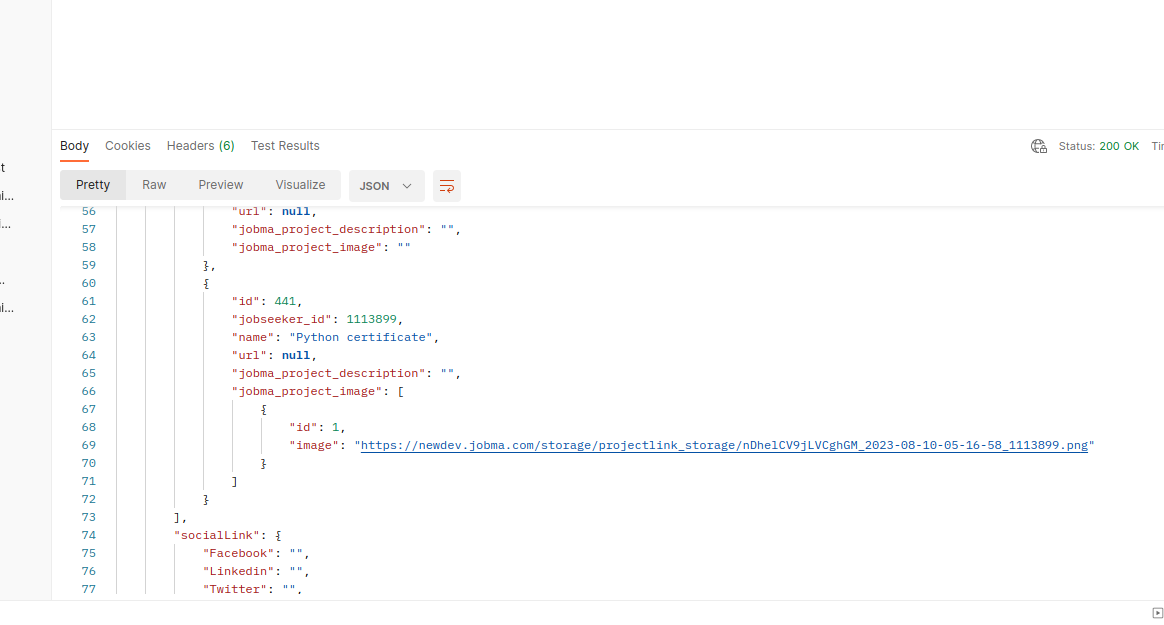 Body Cookies Headers (6) Test Results Status: 200 OK
t
Pretty Raw Preview Visualize JSON
i...
56 "url": null,
...
57 "jobma_project_description": "",
58 "jobma_project_image": ""
59 },
60 {
..
61 "id": 441,
i...
62 "jobseeker_id": 1113899,
63 "name": "Python certificate",
64 "url": null,
65 "jobma_project_description": "",
66 "jobma_project_image": [
67 {
68 "id": 1,
69 "image": "https://newdev.jobma.com/storage/projectlink_storage/nDhelCV9jLVCghGM_2023-08-10-05-16-58_1113899.png"
70 }
71 ]
72 }
73 ],
74 "socialLink": {
75 "Facebook": "",
76 "Linkedin": "",
77 "Twitter": "",